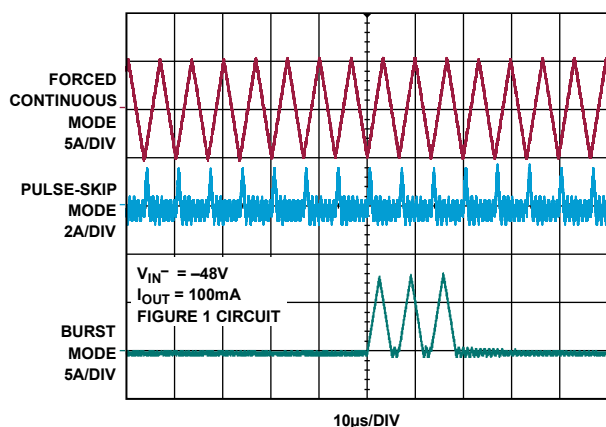 FORCED
CONTINUOUS
MODE
5A/DIV
PULSE-SKIP
MODE
2A/DIV
VIN– = –48V
IOUT = 100mA
FIGURE 1 CIRCUIT
BURST
MODE
5A/DIV
10µs/DIV